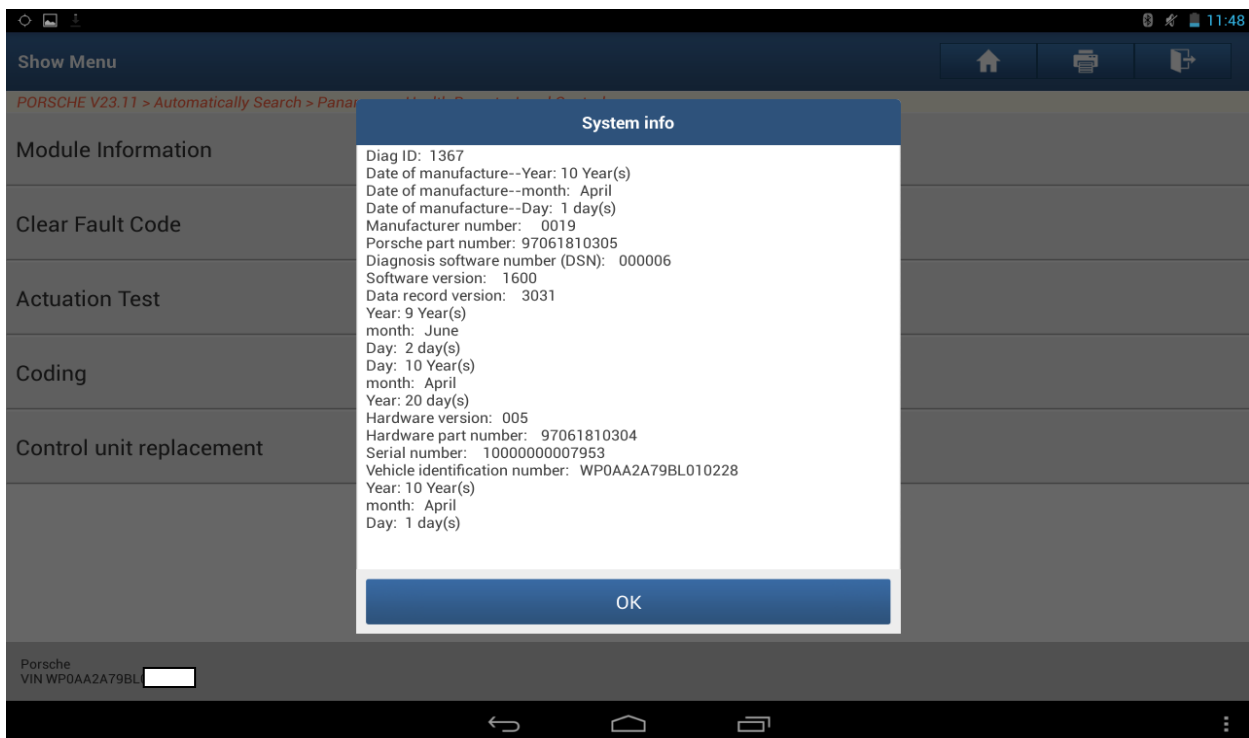 11:48
Show Menu
PORSCHE V23.11 > Automatically Search >
System info
Module Information
Clear Fault Code
Actuation Test
Coding
Control unit replacement
Diag ID: 1367
Date of manufacture--Year: 10 Year(s)
Date of manufacture--month: April
Date of manufacture--Day: 1 day(s)
Manufacturer number: 0019
Porsche part number: 97061810305
Diagnosis software number (DSN): 000006
Software version: 1600
Data record version: 3031
Year: 9 Year(s)
month: June
Day: 2 day(s)
Day: 10 Year(s)
month: April
Year: 20 day(s)
Hardware version: 005
Hardware part number: 97061810304
Serial number: 10000000007953
Vehicle identification number: WP0AA2A79BL010228
Year: 10 Year(s)
month: April
Day: 1 day(s)
OK
Porsche
VIN WP0AA2A79BL